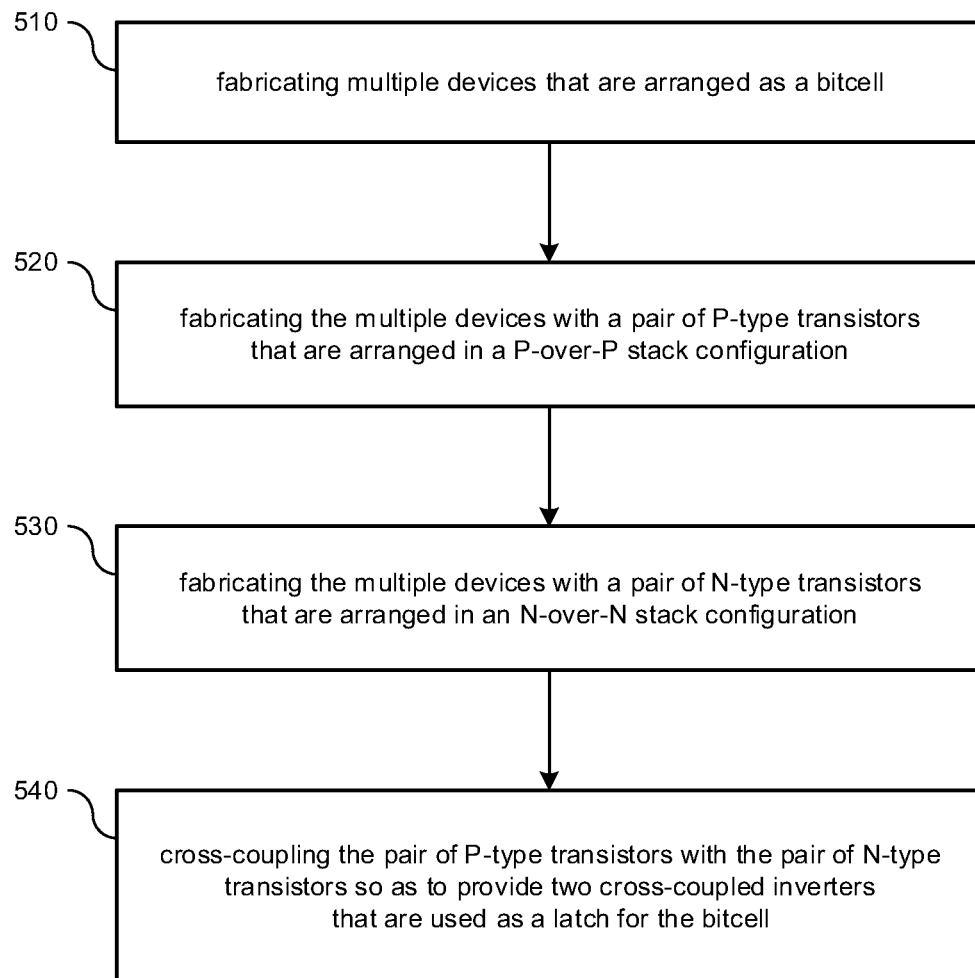 510
fabricating multiple devices that are arranged as a bitcell
520
fabricating the multiple devices with a pair of P-type transistors
that are arranged in a P-over-P stack configuration
530
fabricating the multiple devices with a pair of N-type transistors
that are arranged in an N-over-N stack configuration
540
cross-coupling the pair of P-type transistors with the pair of N-type
transistors so as to provide two cross-coupled inverters
that are used as a latch for the bitcell